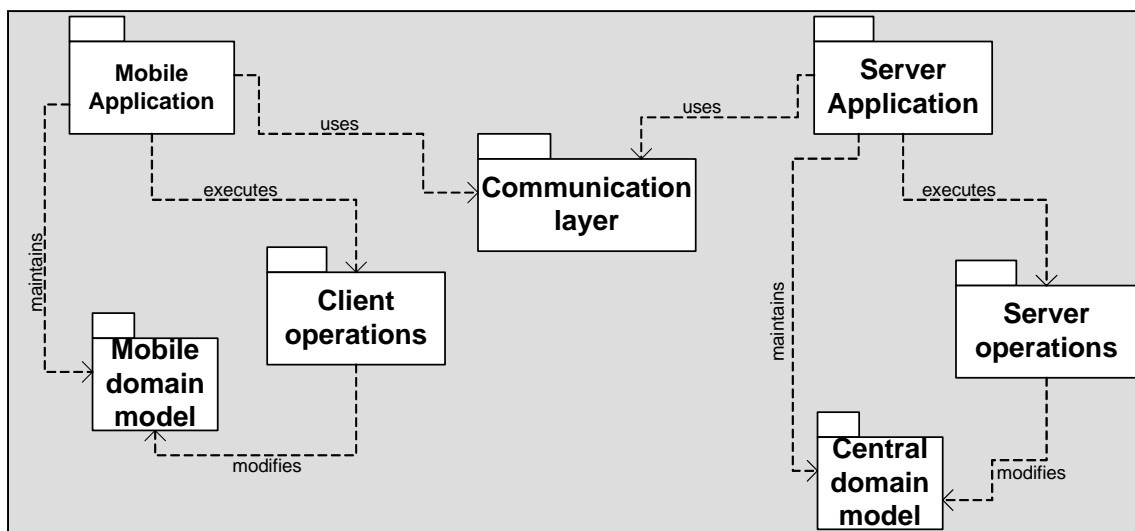 Mobile
Application
Server
Application
uses
uses
Communication
layer
executes
executes
maintains
Client
operations
maintains
Server
operations
Mobile
domain
model
modifies
Central
domain
model
modifies